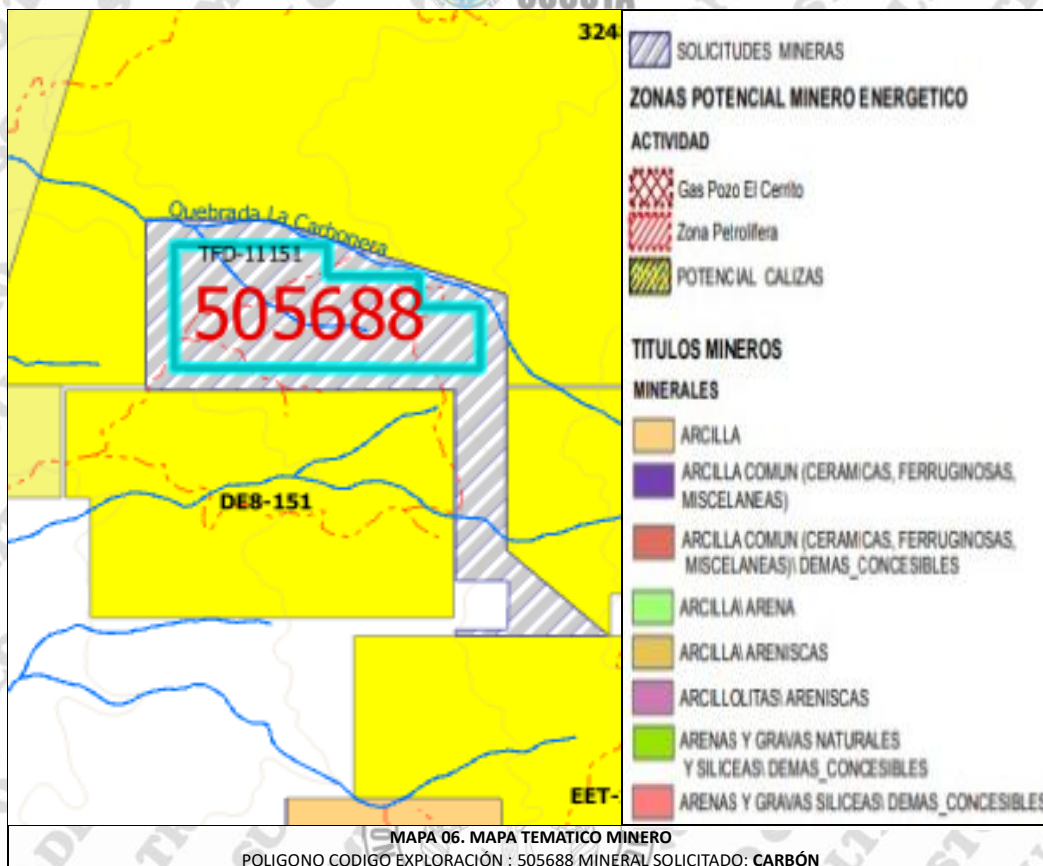 324
Quebrada La Carbonera
TFD-11151
505688
DE8-151
EET-
SOLICITUDES MINERAS
ZONAS POTENCIAL MINERO ENERGETICO
ACTIVIDAD
Gas Pozo El Cerrito
Zona Petrolífera
POTENCIAL CALIZAS
TITULOS MINEROS
MINERALES
ARCILLA
ARCILLA COMUN (CERAMICAS, FERRUGINOSAS,
MISCELANEAS)
ARCILLA COMUN (CERAMICAS, FERRUGINOSAS,
MISCELANEAS)\ DEMAS_CONCESIBLES
ARCILLA\ ARENA
ARCILLA\ ARENISCAS
ARCILLOLITAS\ ARENISCAS
ARENAS Y GRAVAS NATURALES
Y SILICEAS\ DEMAS_CONCESIBLES
ARENAS Y GRAVAS SILICEAS\ DEMAS_CONCESIBLES
MAPA 06. MAPA TEMATICO MINERO
POLIGONO CODIGO EXPLORACIÓN : 505688 MINERAL SOLICITADO: CARBÓN